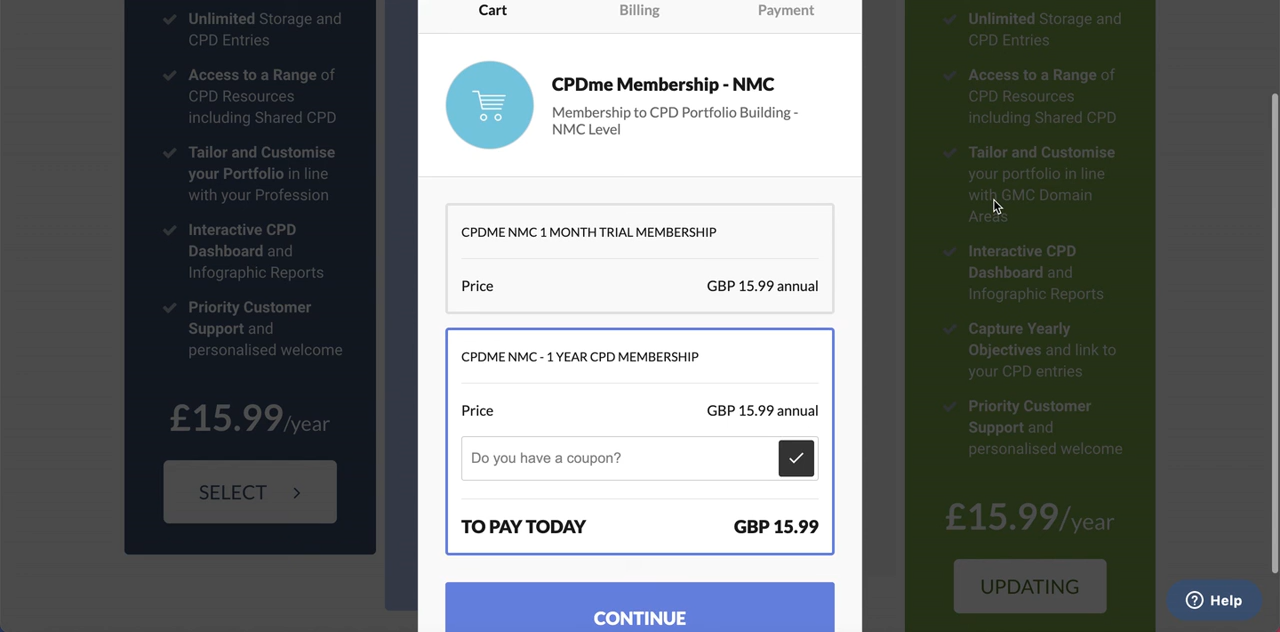 Cart
Billing
Payment
Unlimited Storage and
CPD Entries
Access to a Range of
CPD Resources
including Shared CPD
Tailor and Customise
your Portfolio in line
with your Profession
Interactive CPD
Dashboard and
Infographic Reports
Priority Customer
Support and
personalised welcome
£15.99/year
SELECT
CPDme Membership - NMC
Membership to CPD Portfolio Building -
NMC Level
CPDME NMC 1 MONTH TRIAL MEMBERSHIP
Price GBP 15.99 annual
CPDME NMC - 1 YEAR CPD MEMBERSHIP
Price GBP 15.99 annual
Do you have a coupon?
TO PAY TODAY GBP 15.99
CONTINUE
Unlimited Storage and
CPD Entries
Access to a Range of
CPD Resources
including Shared CPD
Tailor and Customise
your portfolio in line
with GMC Domain
Areas
Interactive CPD
Dashboard and
Infographic Reports
Capture Yearly
Objectives and link to
your CPD entries
Priority Customer
Support and
personalised welcome
£15.99/year
UPDATING
Help